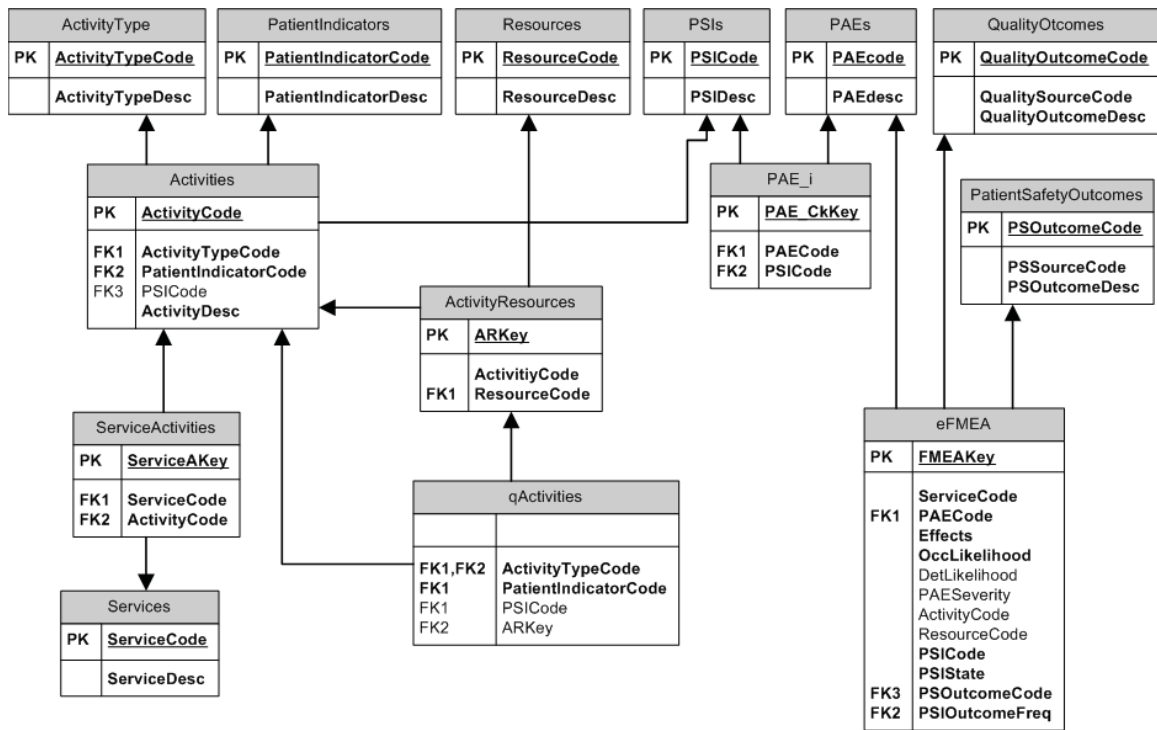 ActivityType
PK ActivityTypeCode
ActivityTypeDesc
PatientIndicators
PK PatientIndicatorCode
PatientIndicatorDesc
Resources
PK ResourceCode
ResourceDesc
PSIs
PK PSICode
PSIDesc
PAEs
PK PAEcode
PAEdesc
QualityOtcomes
PK QualityOutcomeCode
QualitySourceCode
QualityOutcomeDesc
Activities
PK ActivityCode
FK1 ActivityTypeCode
FK2 PatientIndicatorCode
FK3 PSICode
ActivityDesc
PAE_i
PK PAE_CkKey
FK1 PAECode
FK2 PSICode
PatientSafetyOutcomes
PK PSOutcomeCode
PSSourceCode
PSOutcomeDesc
ActivityResources
PK ARKey
ActivitiyCode
FK1 ResourceCode
ServiceActivities
PK ServiceAKey
FK1 ServiceCode
FK2 ActivityCode
qActivities
FK1,FK2 ActivityTypeCode
FK1 PatientIndicatorCode
FK1 PSICode
FK2 ARKey
eFMEA
PK FMEAKey
ServiceCode
FK1 PAECode
Effects
OccLikelihood
DetLikelihood
PAESeverity
ActivityCode
ResourceCode
PSICode
PSIState
FK3 PSOutcomeCode
FK2 PSIOutcomeFreq
Services
PK ServiceCode
ServiceDesc